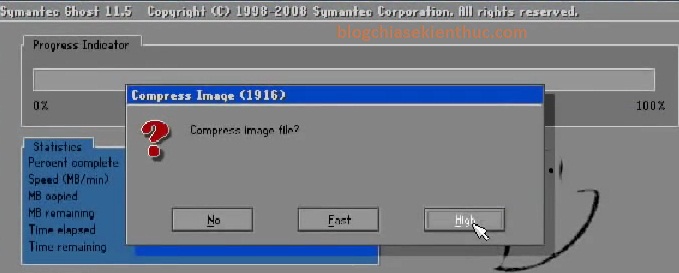 Symantec Ghost 11.5 Copyright (C) 1998-2008 Symantec Corporation. All rights reserved.
blogchiasekienthuc.com
Progress Indicator
0%
100%
Compress Image (1916)
Compress image file?
No
Fast
High
Statistics
Percent complete
Speed (MB/min)
MB copied
MB remaining
Time elapsed
Time remaining